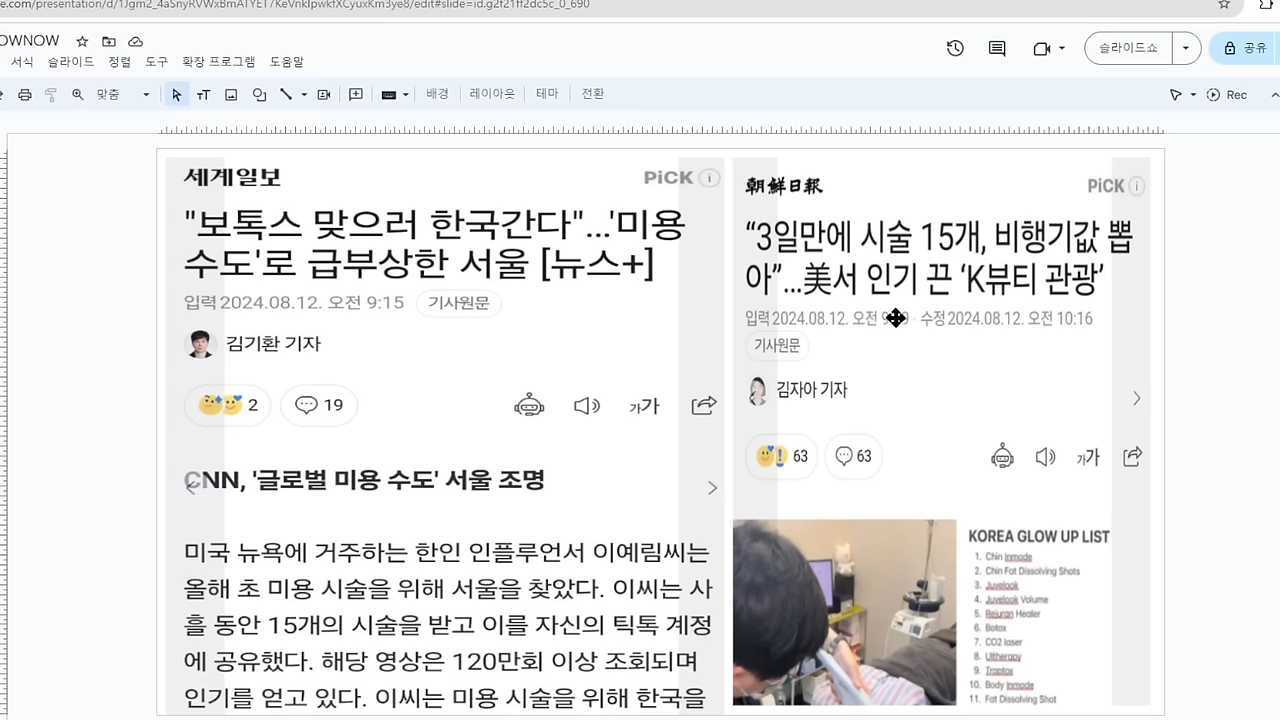 OWNOW
서식 슬라이드 정렬 도구 확장 프로그램 도움말
슬라이드쇼
공유
맞춤
배경
레이아웃
테마
전환
Rec
세계일보
PiCK
"보톡스 맞으러 한국간다"...'미용
수도'로 급부상한 서울 [뉴스+]
입력 2024.08.12. 오전 9:15
기사원문
김기환 기자
2
19
가가
CNN, '글로벌 미용 수도' 서울 조명
미국 뉴욕에 거주하는 한인 인플루언서 이예림씨는
올해 초 미용 시술을 위해 서울을 찾았다. 이씨는 사
흘 동안 15개의 시술을 받고 이를 자신의 틱톡 계정
에 공유했다. 해당 영상은 120만회 이상 조회되며
인기를 얻고 있다. 이씨는 미용 시술을 위해 한국을
朝鮮日報
PiCK
“3일만에 시술 15개, 비행기값 뽑
아”...美서 인기 끈 ‘K뷰티 관광’
입력 2024.08.12. 오전 수정 2024.08.12. 오전 10:16
기사원문
김자아 기자
63
63
가가
KOREA GLOW UP LIST
1. Chin Inmode
2. Chin Fat Dissolving Shots
3. Juvelook
4. Juvelook Volume
5. Rejuran Healer
6. Botox
7. CO2 laser
8. Ultherapy
9. Traptox
10. Body Inmode
11. Fat Dissolving Shot